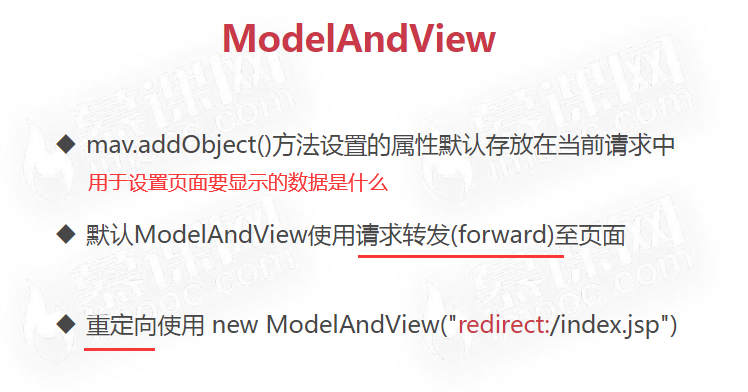 ModelAndView
◆ mav.addObject()方法设置的属性默认存放在当前请求中
用于设置页面要显示的数据是什么
◆ 默认ModelAndView使用请求转发(forward)至页面
◆ 重定向使用 new ModelAndView("redirect:/index.jsp")